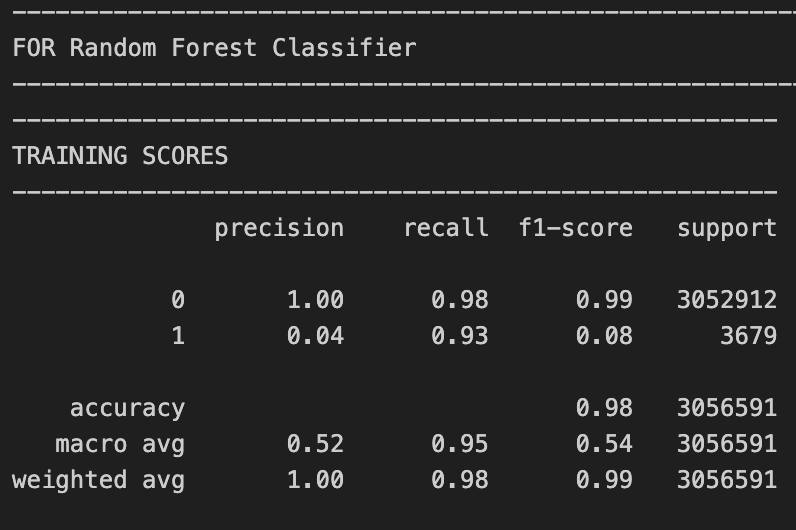 ------------------------------------------------------
FOR Random Forest Classifier
------------------------------------------------------
-----------------------------------------------------
TRAINING SCORES
-----------------------------------------------------
precision recall f1-score support
0 1.00 0.98 0.99 3052912
1 0.04 0.93 0.08 3679
accuracy 0.98 3056591
macro avg 0.52 0.95 0.54 3056591
weighted avg 1.00 0.98 0.99 3056591